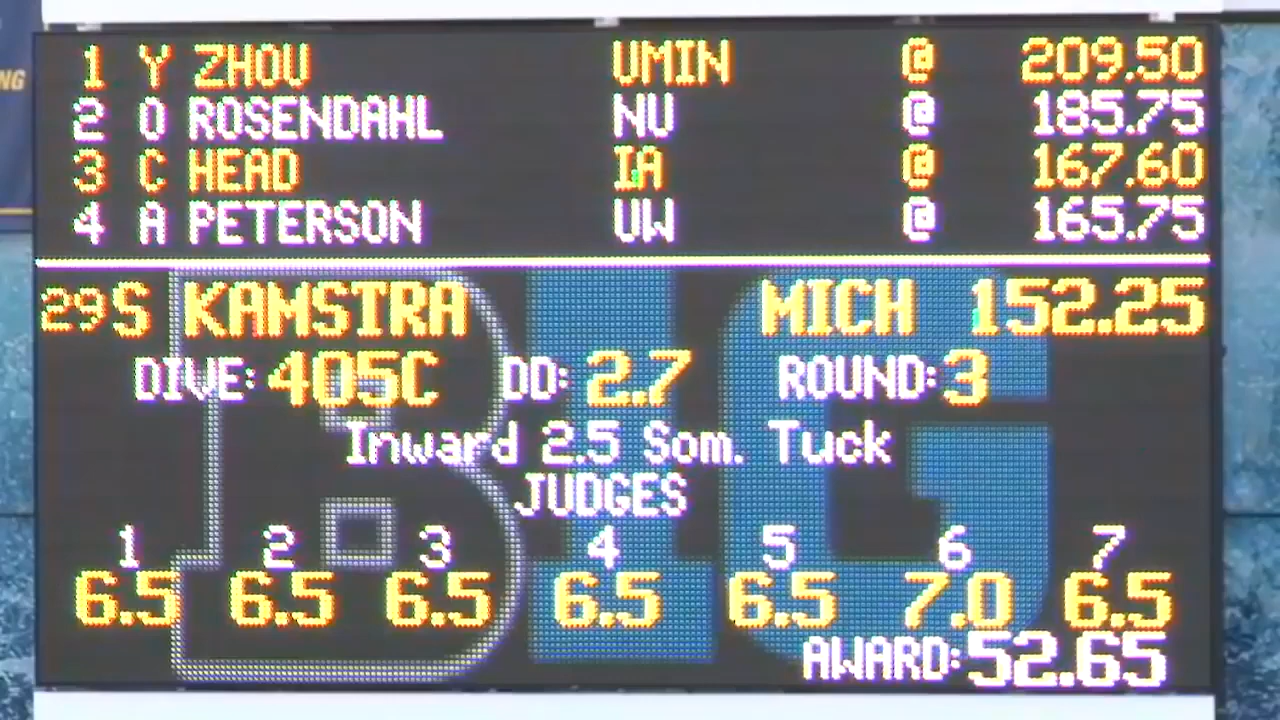 NG
1 Y ZHOU UMIN @ 209.50
2 O ROSENDAHL NU @ 185.75
3 C HEAD IA @ 167.60
4 A PETERSON UW @ 165.75
29 S KAMSTRA MICH 152.25
DIVE: 405C DD: 2.7 ROUND: 3
Inward 2.5 Som. Tuck
JUDGES
1 2 3 4 5 6 7
6.5 6.5 6.5 6.5 6.5 7.0 6.5
AWARD: 52.65
BIG